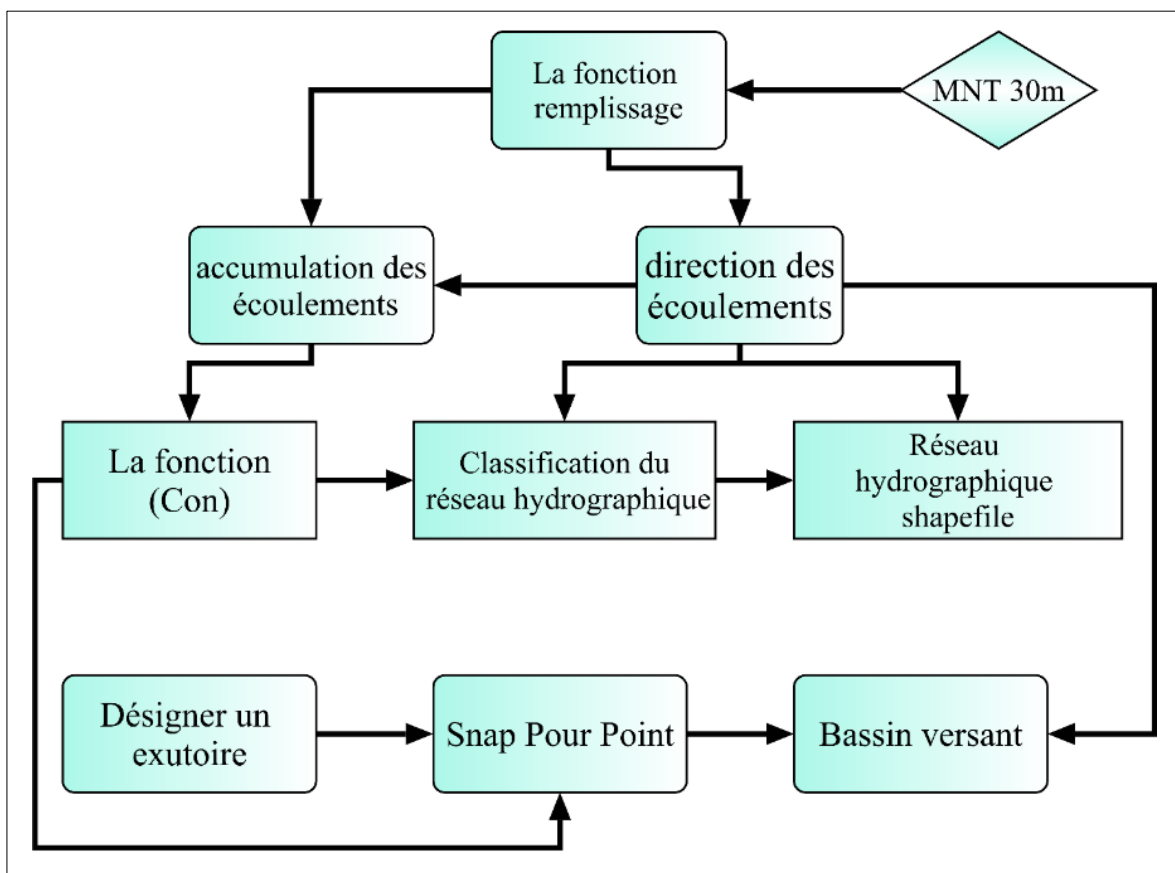 La fonction
remplissage
MNT 30m
accumulation des
écoulements
direction des
écoulements
La fonction
(Con)
Classification du
réseau hydrographique
Réseau
hydrographique
shapefile
Désigner un
exutoire
Snap Pour Point
Bassin versant